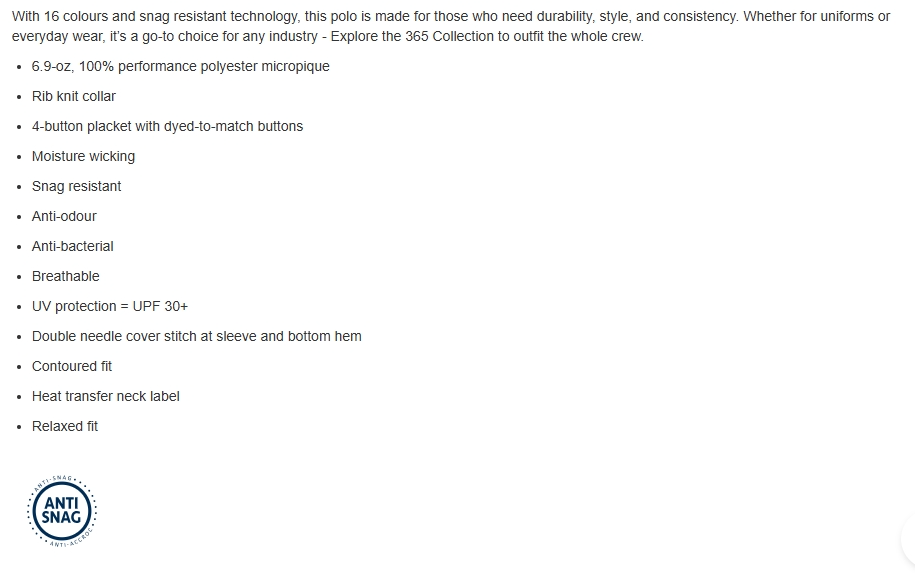 With 16 colours and snag resistant technology, this polo is made for those who need durability, style, and consistency. Whether for uniforms or
everyday wear, it's a go-to choice for any industry - Explore the 365 Collection to outfit the whole crew.
• 6.9-oz, 100% performance polyester micropique
• Rib knit collar
• 4-button placket with dyed-to-match buttons
• Moisture wicking
• Snag resistant
• Anti-odour
• Anti-bacterial
• Breathable
• UV protection = UPF 30+
• Double needle cover stitch at sleeve and bottom hem
• Contoured fit
• Heat transfer neck label
• Relaxed fit
ANTI-SNAG
ANTI
SNAG
ANTI-ACCROC